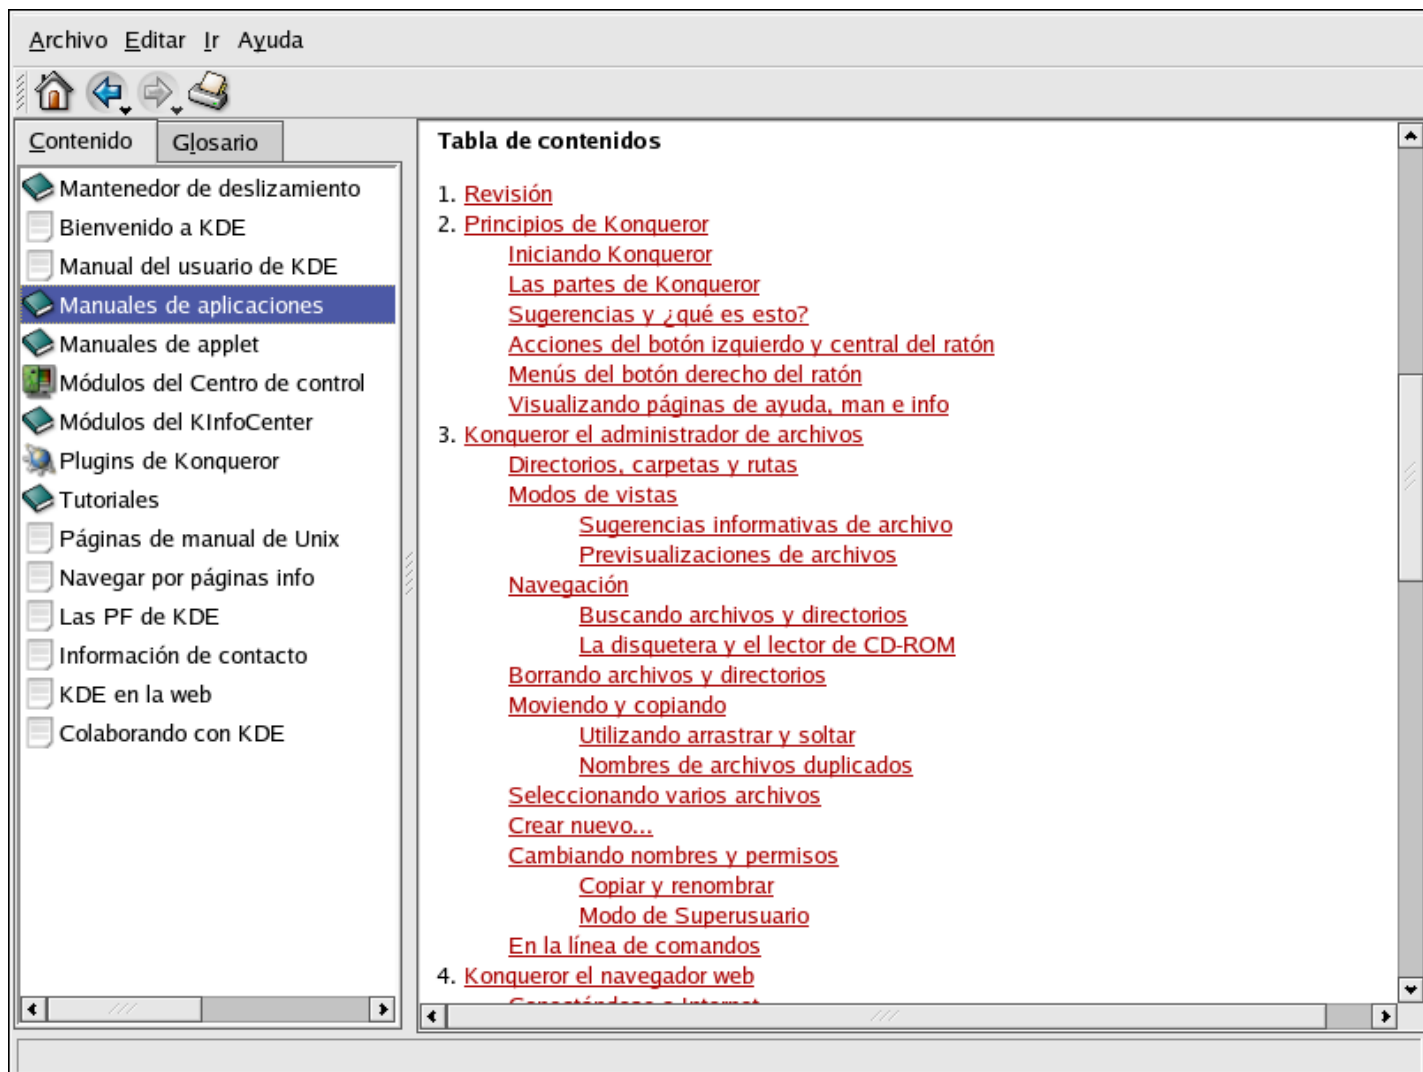 Archivo Editar Ir Ayuda
Contenido Glosario
Mantenedor de deslizamiento
Bienvenido a KDE
Manual del usuario de KDE
Manuales de aplicaciones
Manuales de applet
Módulos del Centro de control
Módulos del KInfoCenter
Plugins de Konqueror
Tutoriales
Páginas de manual de Unix
Navegar por páginas info
Las PF de KDE
Información de contacto
KDE en la web
Colaborando con KDE
Tabla de contenidos
1. Revisión
2. Principios de Konqueror
Iniciando Konqueror
Las partes de Konqueror
Sugerencias y ¿qué es esto?
Acciones del botón izquierdo y central del ratón
Menús del botón derecho del ratón
Visualizando páginas de ayuda, man e info
3. Konqueror el administrador de archivos
Directorios, carpetas y rutas
Modos de vistas
Sugerencias informativas de archivo
Previsualizaciones de archivos
Navegación
Buscando archivos y directorios
La disquetera y el lector de CD-ROM
Borrando archivos y directorios
Moviendo y copiando
Utilizando arrastrar y soltar
Nombres de archivos duplicados
Seleccionando varios archivos
Crear nuevo...
Cambiando nombres y permisos
Copiar y renombrar
Modo de Superusuario
En la línea de comandos
4. Konqueror el navegador web